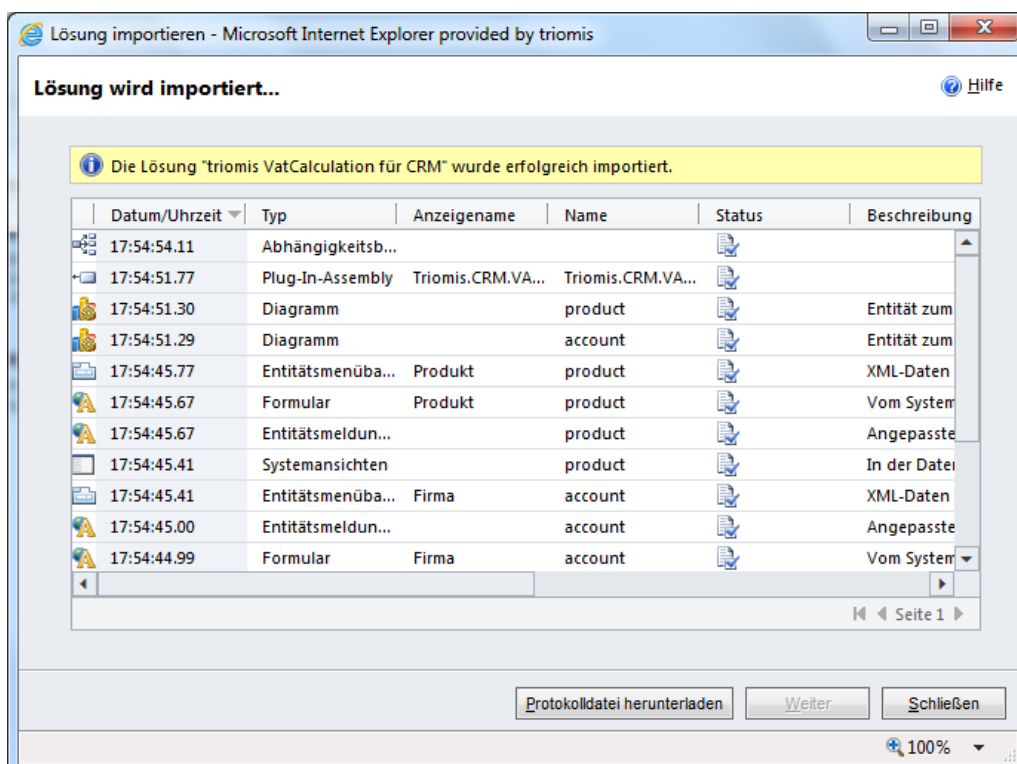 Lösung importieren - Microsoft Internet Explorer provided by triomis
Lösung wird importiert...
Hilfe
Die Lösung "triomis VatCalculation für CRM" wurde erfolgreich importiert.
Datum/Uhrzeit Typ Anzeigename Name Status Beschreibung
17:54:54.11 Abhängigkeitsb...
17:54:51.77 Plug-In-Assembly Triomis.CRM.VA... Triomis.CRM.VA...
17:54:51.30 Diagramm product Entität zum
17:54:51.29 Diagramm account Entität zum
17:54:45.77 Entitätsmenüba... Produkt product XML-Daten
17:54:45.67 Formular Produkt product Vom System
17:54:45.67 Entitätsmeldun... product Angepasste
17:54:45.41 Systemansichten product In der Daten
17:54:45.41 Entitätsmenüba... Firma account XML-Daten
17:54:45.00 Entitätsmeldun... account Angepasste
17:54:44.99 Formular Firma account Vom System
Seite 1
Protokolldatei herunterladen Weiter Schließen
100%